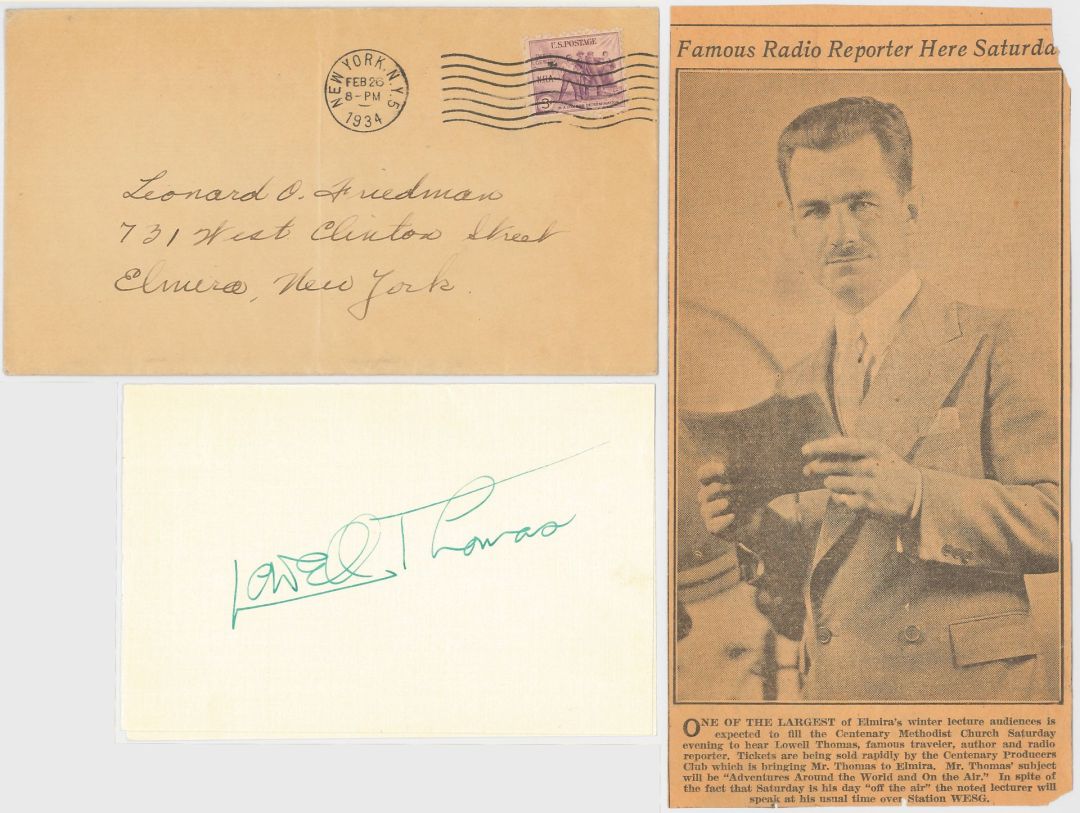 NEW YORK, N.Y. 5
FEB 26
8 - PM
1934
U.S. POSTAGE
NRA
3¢
Leonard O. Friedman
731 West Clinton Street
Elmira, New York.
Lowell Thomas
Famous Radio Reporter Here Saturda
ONE OF THE LARGEST of Elmira's winter lecture audiences is
expected to fill the Centenary Methodist Church Saturday
evening to hear Lowell Thomas, famous traveler, author and radio
reporter. Tickets are being sold rapidly by the Centenary Producers
Club which is bringing Mr. Thomas to Elmira. Mr. Thomas' subject
will be "Adventures Around the World and On the Air." In spite of
the fact that Saturday is his day "off the air" the noted lecturer will
speak at his usual time over Station WESG.